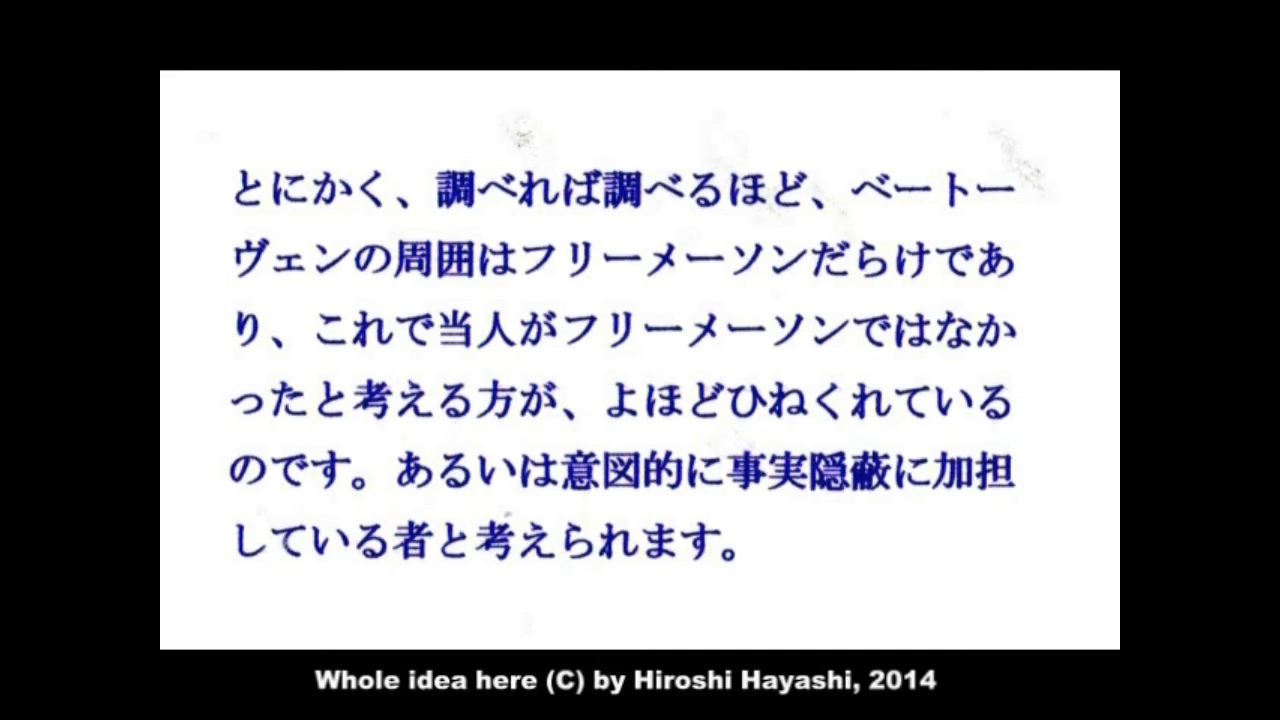 とにかく、調べれば調べるほど、ベートー
ヴェンの周囲はフリーメーソンだらけであ
り、これで当人がフリーメーソンではなか
ったと考える方が、よほどひねくれている
のです。あるいは意図的に事実隠蔽に加担
している者と考えられます。
Whole idea here (C) by Hiroshi Hayashi, 2014